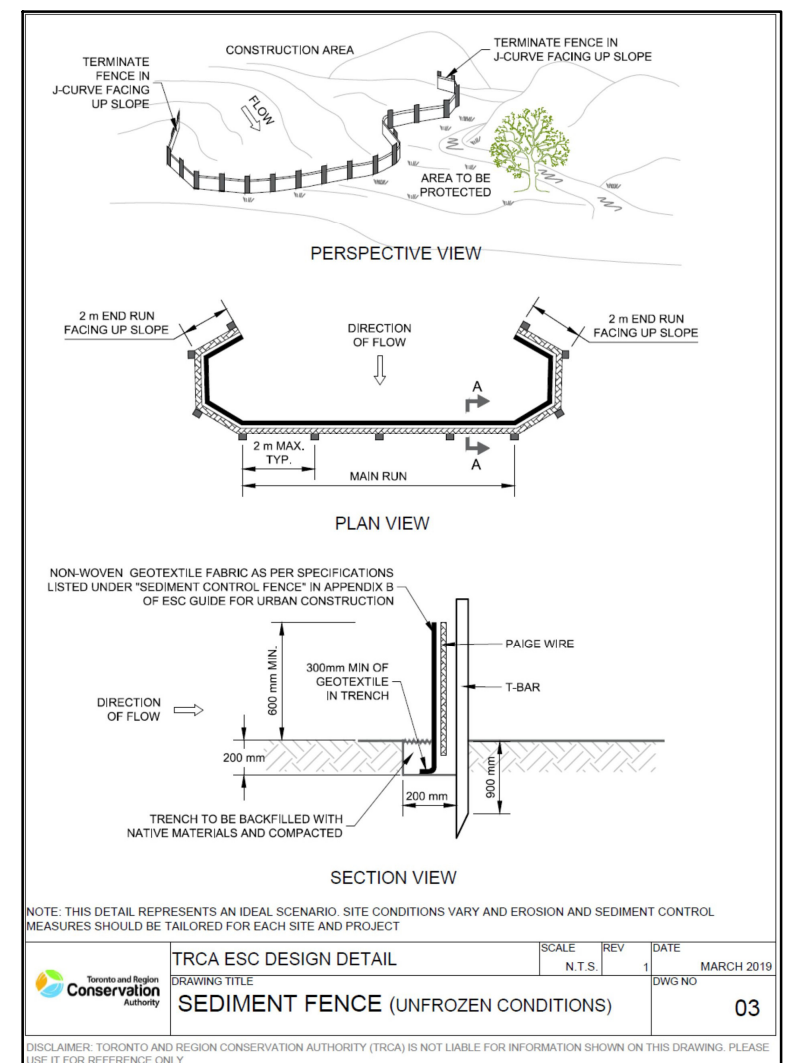 CONSTRUCTION AREA
TERMINATE
FENCE IN
J-CURVE FACING
UP SLOPE
TERMINATE FENCE IN
J-CURVE FACING UP SLOPE
FLOW
AREA TO BE
PROTECTED
PERSPECTIVE VIEW
2 m END RUN
FACING UP SLOPE
DIRECTION
OF FLOW
2 m END RUN
FACING UP SLOPE
A
2 m MAX.
TYP.
A
MAIN RUN
PLAN VIEW
NON-WOVEN GEOTEXTILE FABRIC AS PER SPECIFICATIONS
LISTED UNDER "SEDIMENT CONTROL FENCE" IN APPENDIX B
OF ESC GUIDE FOR URBAN CONSTRUCTION
600 mm MIN.
300mm MIN OF
GEOTEXTILE
IN TRENCH
PAIGE WIRE
T-BAR
DIRECTION
OF FLOW
200 mm
200 mm
900 mm
TRENCH TO BE BACKFILLED WITH
NATIVE MATERIALS AND COMPACTED
SECTION VIEW
NOTE: THIS DETAIL REPRESENTS AN IDEAL SCENARIO. SITE CONDITIONS VARY AND EROSION AND SEDIMENT CONTROL
MEASURES SHOULD BE TAILORED FOR EACH SITE AND PROJECT
Toronto and Region
Conservation
Authority
TRCA ESC DESIGN DETAIL
SCALE
N.T.S.
REV
1
DATE
MARCH 2019
DRAWING TITLE
SEDIMENT FENCE (UNFROZEN CONDITIONS)
DWG NO
03
DISCLAIMER: TORONTO AND REGION CONSERVATION AUTHORITY (TRCA) IS NOT LIABLE FOR INFORMATION SHOWN ON THIS DRAWING. PLEASE
USE IT FOR REFERENCE ONLY